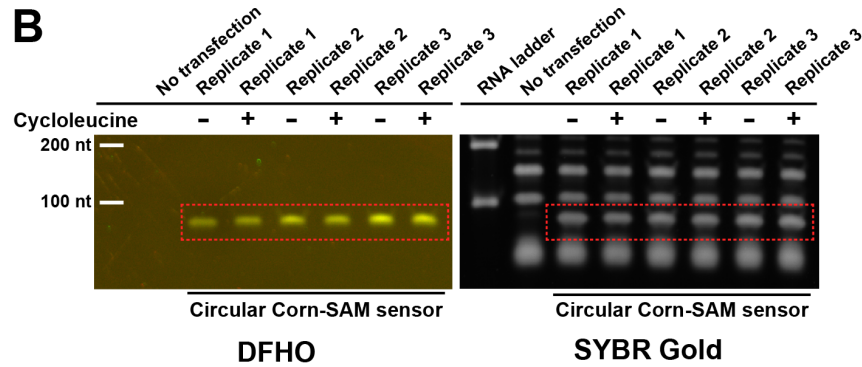 B
No transfection
Replicate 1
Replicate 1
Replicate 2
Replicate 2
Replicate 3
Replicate 3
RNA ladder
No transfection
Replicate 1
Replicate 1
Replicate 2
Replicate 2
Replicate 3
Replicate 3
Cycloleucine - + - + - + - + - + - +
200 nt
100 nt
Circular Corn-SAM sensor Circular Corn-SAM sensor
DFHO SYBR Gold